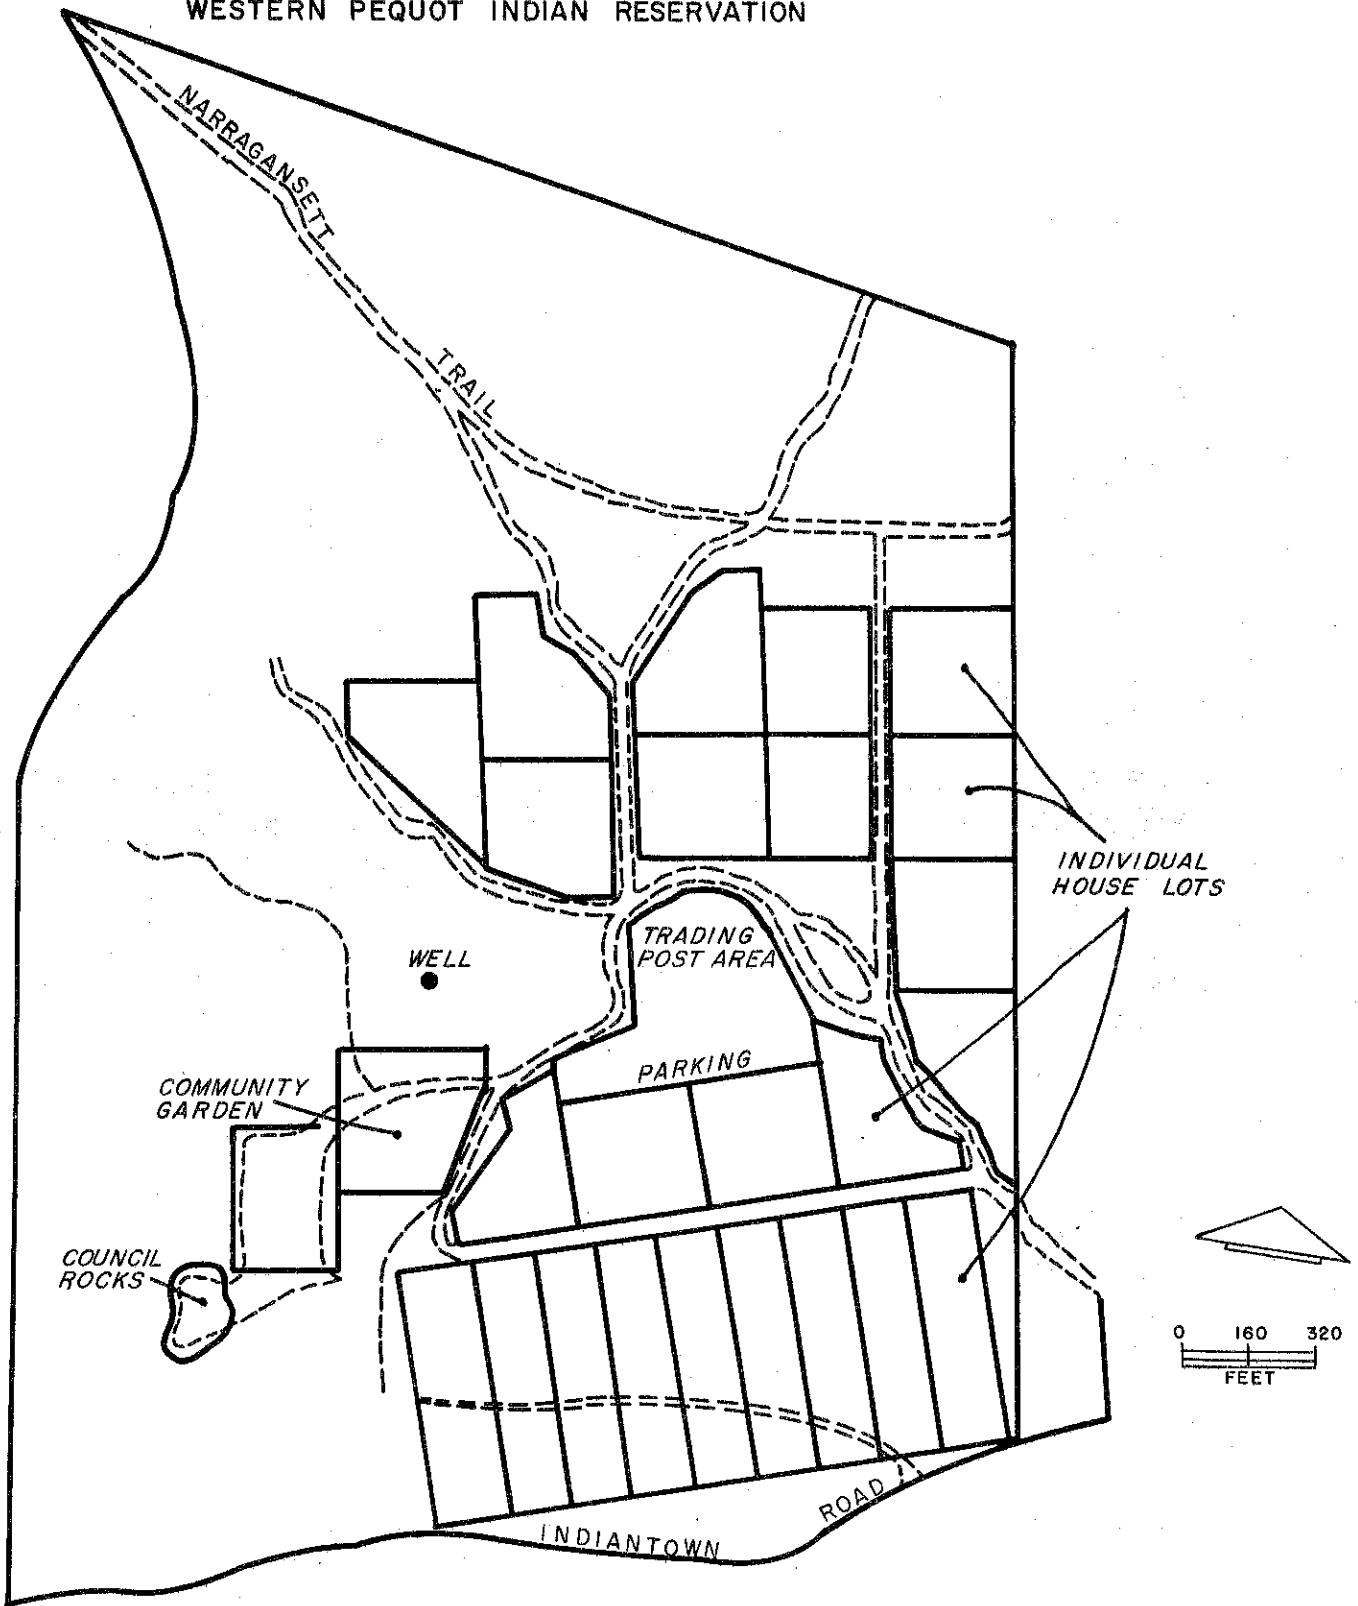 WESTERN PEQUOT INDIAN RESERVATION
NARRAGANSETT
TRAIL
INDIVIDUAL
HOUSE LOTS
TRADING
POST AREA
WELL
PARKING
COMMUNITY
GARDEN
COUNCIL
ROCKS
0 160 320
FEET
ROAD
INDIANTOWN